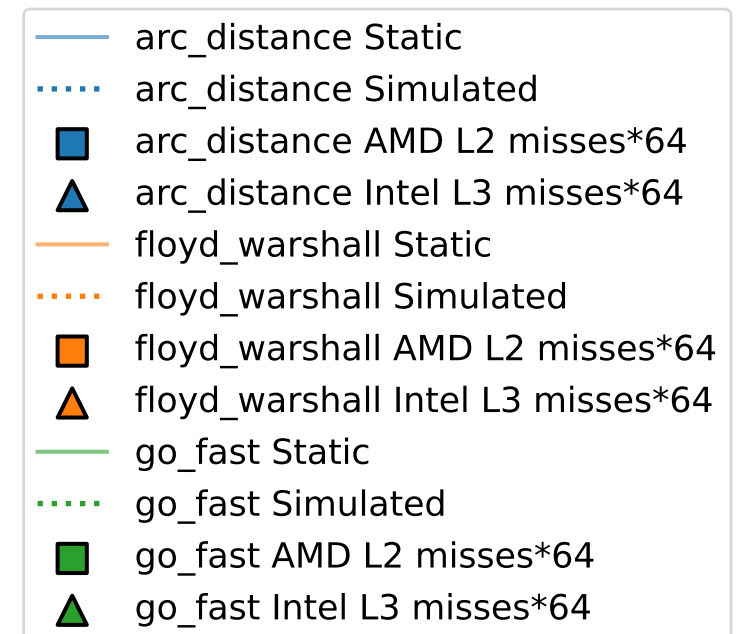 arc_distance Static
arc_distance Simulated
arc_distance AMD L2 misses*64
arc_distance Intel L3 misses*64
floyd_warshall Static
floyd_warshall Simulated
floyd_warshall AMD L2 misses*64
floyd_warshall Intel L3 misses*64
go_fast Static
go_fast Simulated
go_fast AMD L2 misses*64
go_fast Intel L3 misses*64